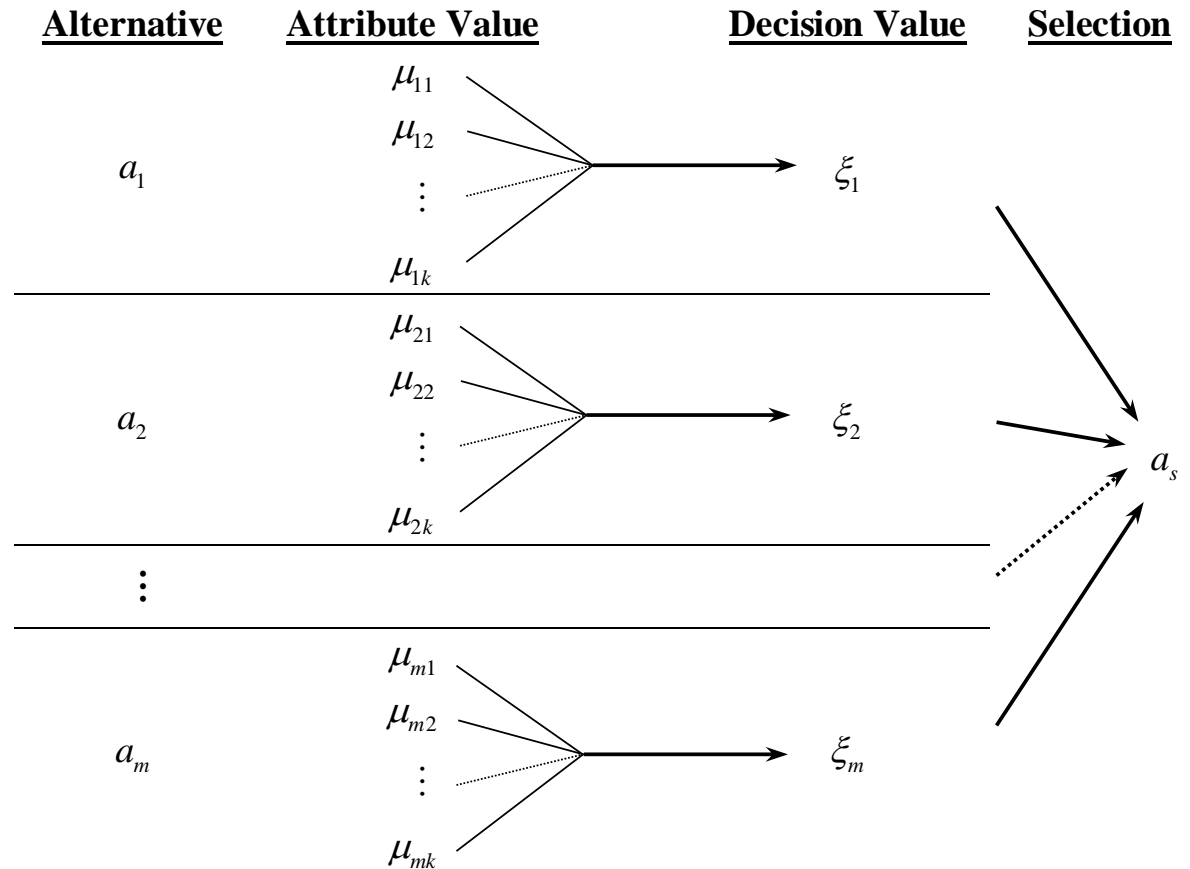 Alternative Attribute Value Decision Value Selection
μ₁₁
μ₁₂
a₁ ξ₁
⋮
μ₁ₖ
μ₂₁
μ₂₂
a₂ ξ₂
⋮
aₛ
μ₂ₖ
⋮
μₘ₁
μₘ₂
aₘ ξₘ
⋮
μₘₖ